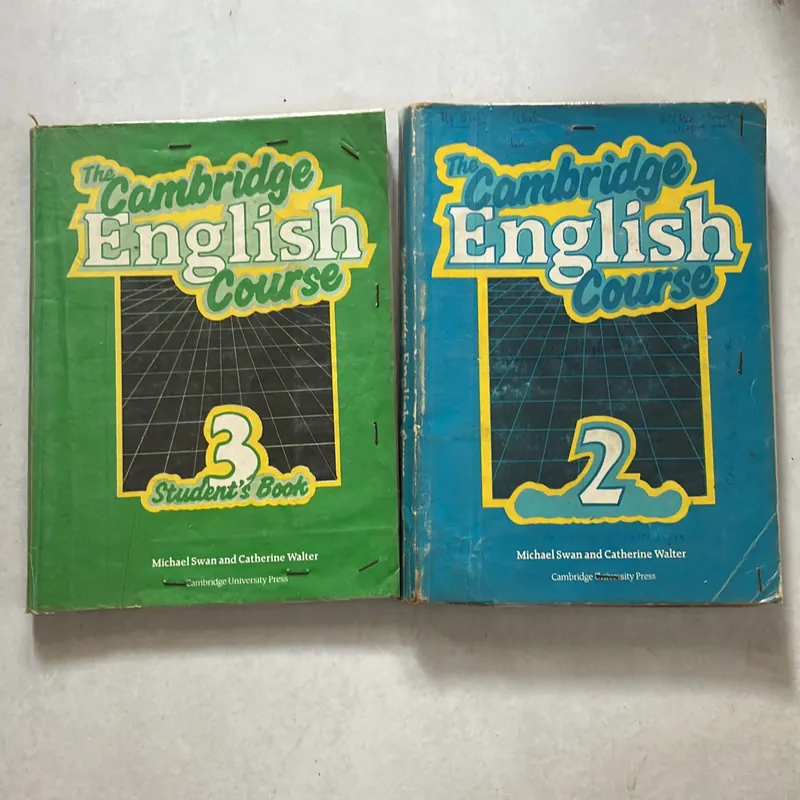 The
Cambridge
English
Course
3
Student's Book
Michael Swan and Catherine Walter
Cambridge University Press
The
Cambridge
English
Course
2
Michael Swan and Catherine Walter
Cambridge University Press